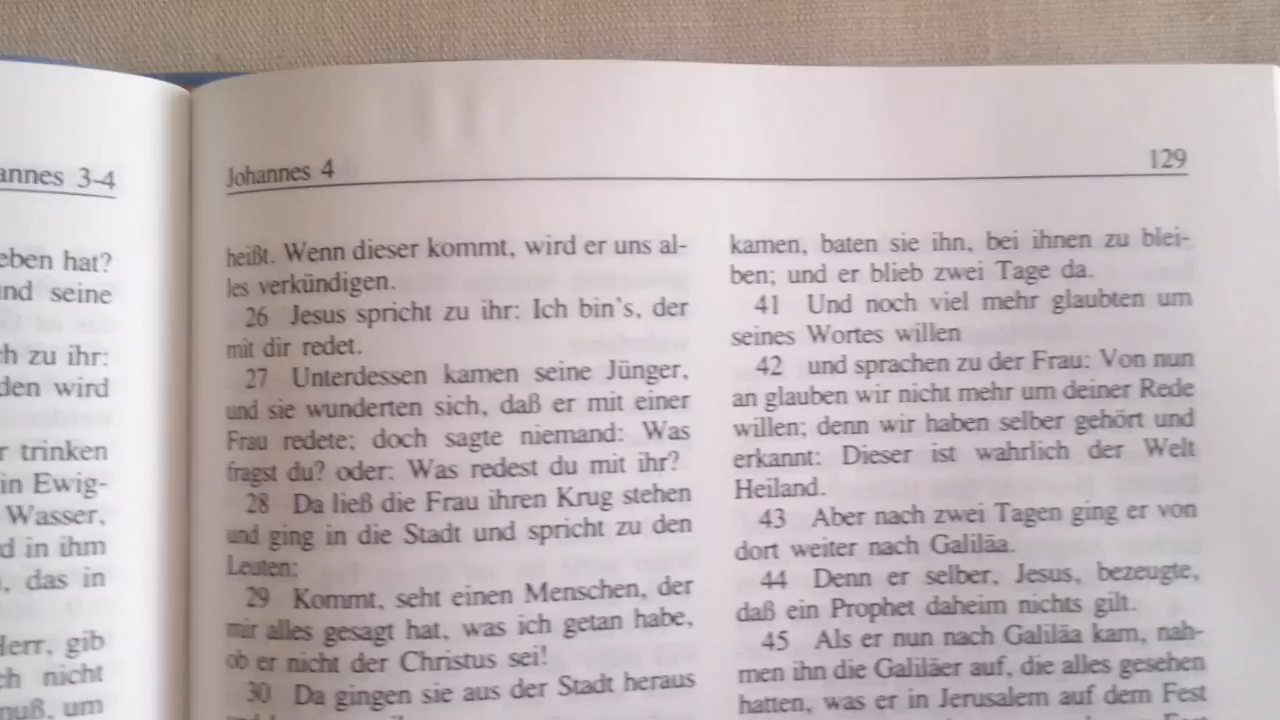 annes 3-4
eben hat?
und seine
ch zu ihr:
den wird
r trinken
in Ewig-
Wasser,
d in ihm
, das in
Herr, gib
ch nicht
muß, um
Johannes 4
129
heißt. Wenn dieser kommt, wird er uns al-
les verkündigen.
26 Jesus spricht zu ihr: Ich bin's, der
mit dir redet.
27 Unterdessen kamen seine Jünger,
und sie wunderten sich, daß er mit einer
Frau redete; doch sagte niemand: Was
fragst du? oder: Was redest du mit ihr?
28 Da ließ die Frau ihren Krug stehen
und ging in die Stadt und spricht zu den
Leuten:
29 Kommt, seht einen Menschen, der
mir alles gesagt hat, was ich getan habe,
ob er nicht der Christus sei!
30 Da gingen sie aus der Stadt heraus
kamen, baten sie ihn, bei ihnen zu blei-
ben; und er blieb zwei Tage da.
41 Und noch viel mehr glaubten um
seines Wortes willen
42 und sprachen zu der Frau: Von nun
an glauben wir nicht mehr um deiner Rede
willen; denn wir haben selber gehört und
erkannt: Dieser ist wahrlich der Welt
Heiland.
43 Aber nach zwei Tagen ging er von
dort weiter nach Galiläa.
44 Denn er selber, Jesus, bezeugte,
daß ein Prophet daheim nichts gilt.
45 Als er nun nach Galiläa kam, nah-
men ihn die Galiläer auf, die alles gesehen
hatten, was er in Jerusalem auf dem Fest